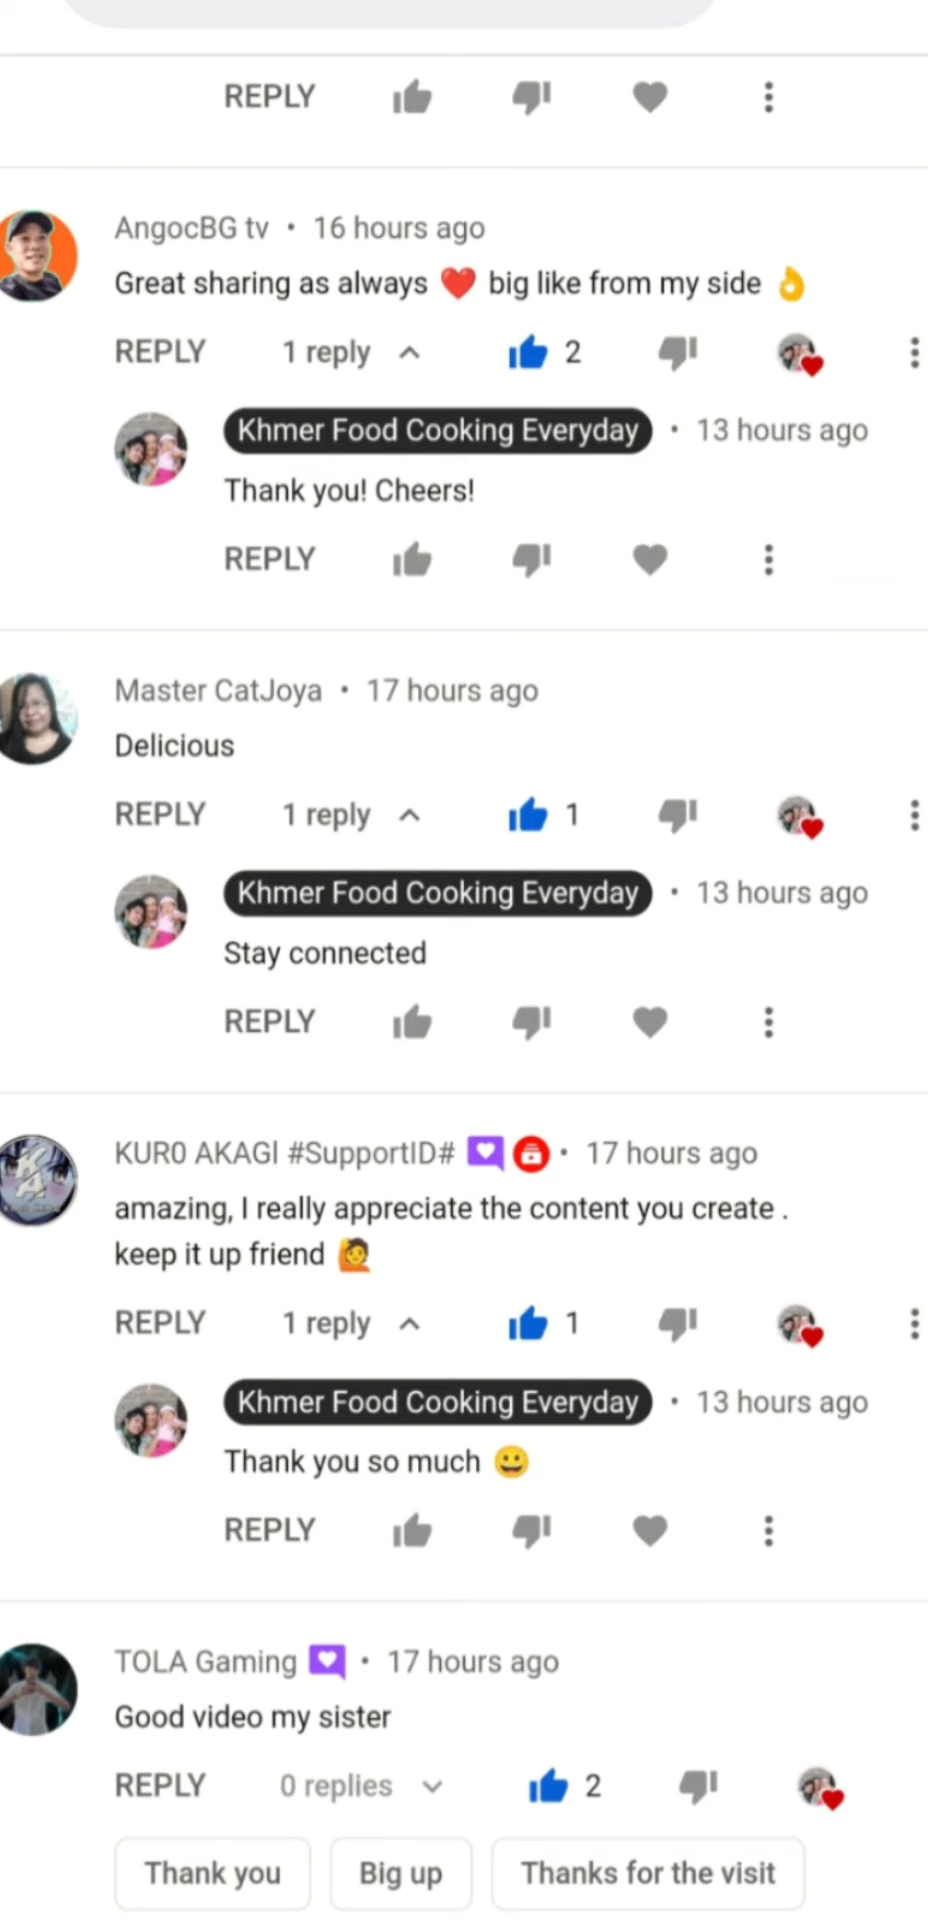 REPLY
AngocBG tv • 16 hours ago
Great sharing as always ❤️ big like from my side 👌
REPLY 1 reply 2
Khmer Food Cooking Everyday • 13 hours ago
Thank you! Cheers!
REPLY
Master CatJoya • 17 hours ago
Delicious
REPLY 1 reply 1
Khmer Food Cooking Everyday • 13 hours ago
Stay connected
REPLY
KUR0 AKAGI #SupportID# • 17 hours ago
amazing, I really appreciate the content you create .
keep it up friend 🙋
REPLY 1 reply 1
Khmer Food Cooking Everyday • 13 hours ago
Thank you so much 😀
REPLY
TOLA Gaming • 17 hours ago
Good video my sister
REPLY 0 replies 2
Thank you Big up Thanks for the visit